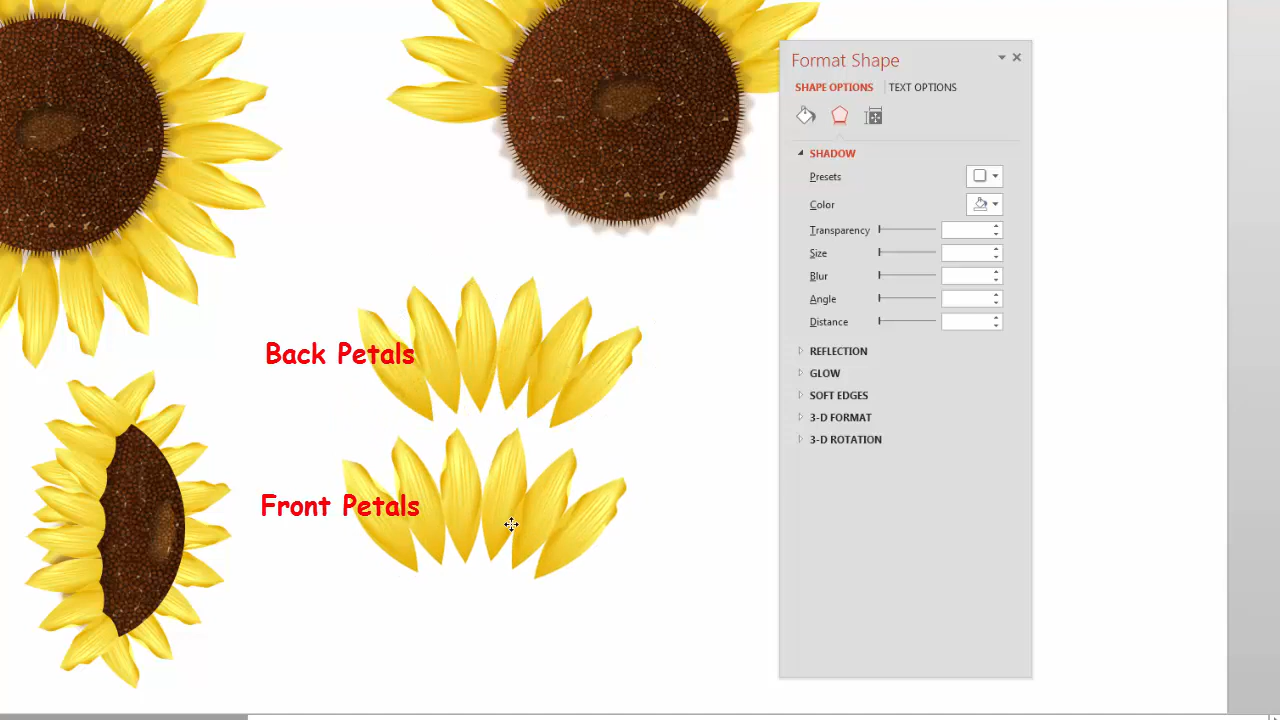 Format Shape
SHAPE OPTIONS
TEXT OPTIONS
SHADOW
Presets
Color
Transparency
Size
Blur
Angle
Distance
REFLECTION
GLOW
SOFT EDGES
3-D FORMAT
3-D ROTATION
Back Petals
Front Petals